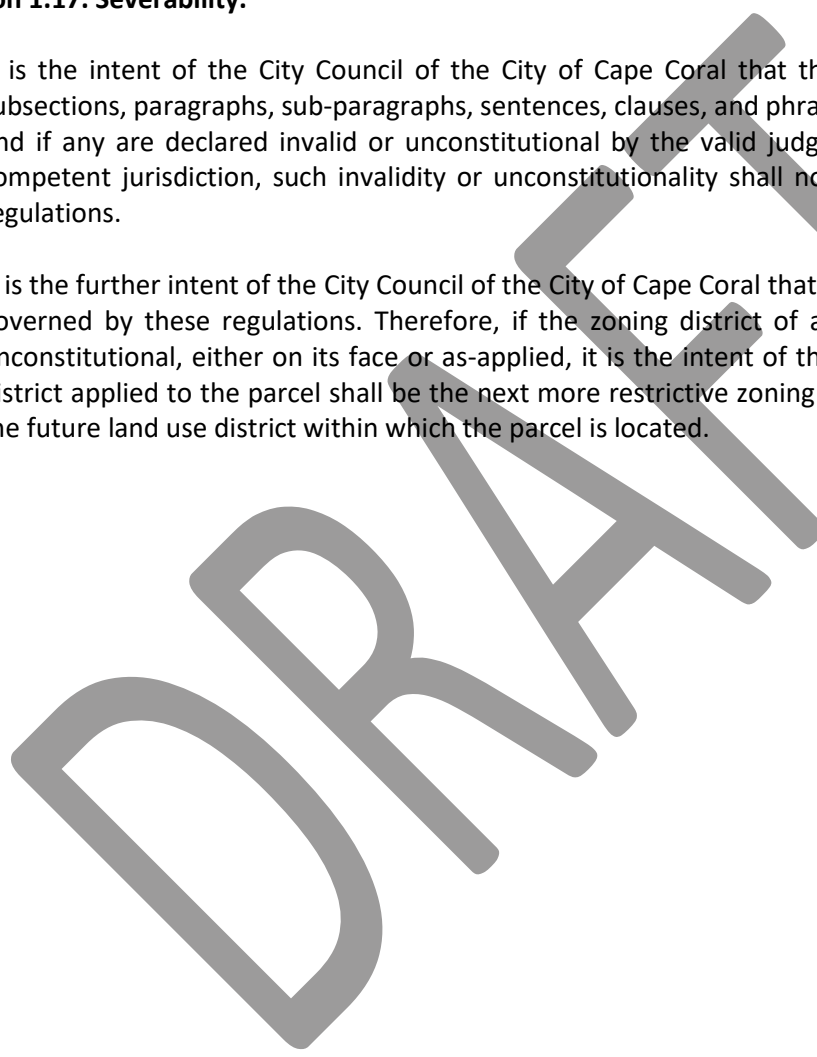 on 1.17. Severability.
is the intent of the City Council of the City of Cape Coral that th
ubsections, paragraphs, sub-paragraphs, sentences, clauses, and phra
nd if any are declared invalid or unconstitutional by the valid judg
ompetent jurisdiction, such invalidity or unconstitutionality shall no
egulations.
is the further intent of the City Council of the City of Cape Coral that
overned by these regulations. Therefore, if the zoning district of a
nconstitutional, either on its face or as-applied, it is the intent of th
istrict applied to the parcel shall be the next more restrictive zoning
he future land use district within which the parcel is located.
DRAFT